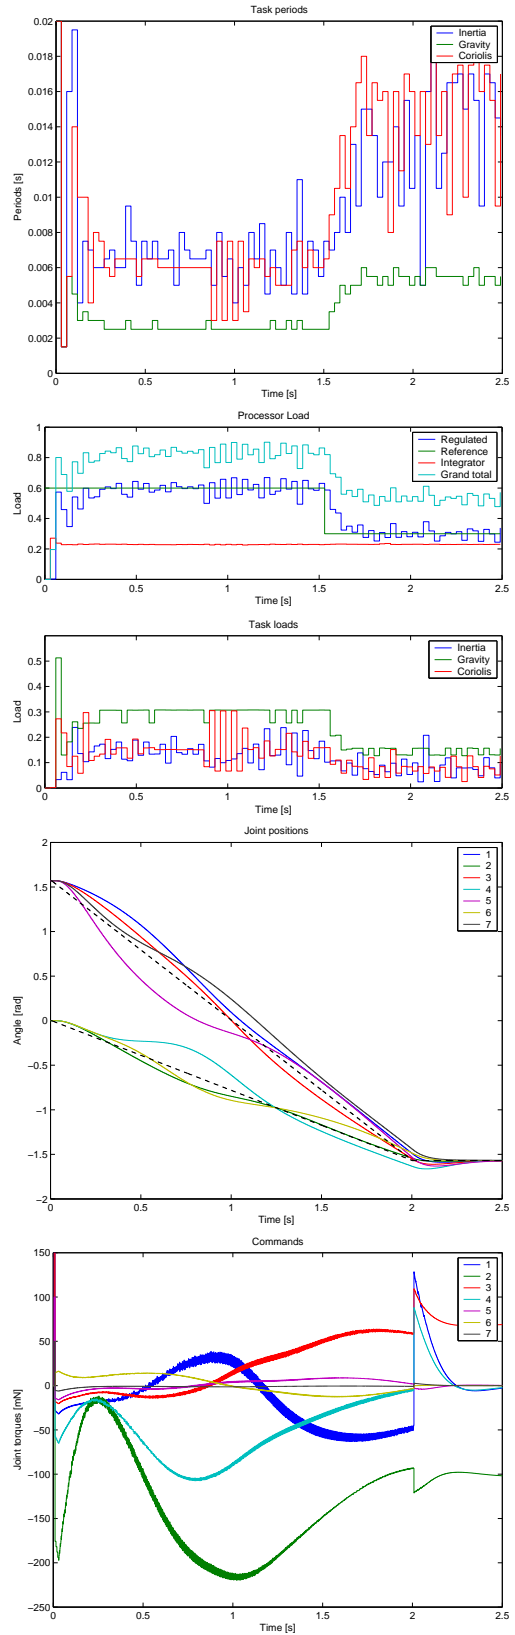 Task periods
0.02
0.018
0.016
0.014
0.012
0.01
0.008
0.006
0.004
0.002
0
Periods [s]
Inertia
Gravity
Coriolis
0 0.5 1 1.5 2 2.5
Time [s]
Processor Load
1
0.8
0.6
0.4
0.2
0
Load
Regulated
Reference
Integrator
Grand total
0 0.5 1 1.5 2 2.5
Time [s]
Task loads
0.5
0.4
0.3
0.2
0.1
0
Load
Inertia
Gravity
Coriolis
0 0.5 1 1.5 2 2.5
Time [s]
Joint positions
2
1.5
1
0.5
0
−0.5
−1
−1.5
−2
Angle [rad]
1
2
3
4
5
6
7
0 0.5 1 1.5 2 2.5
Time [s]
Commands
150
100
50
0
−50
−100
−150
−200
−250
Joint torques [mN]
1
2
3
4
5
6
7
0 0.5 1 1.5 2 2.5
Time [s]